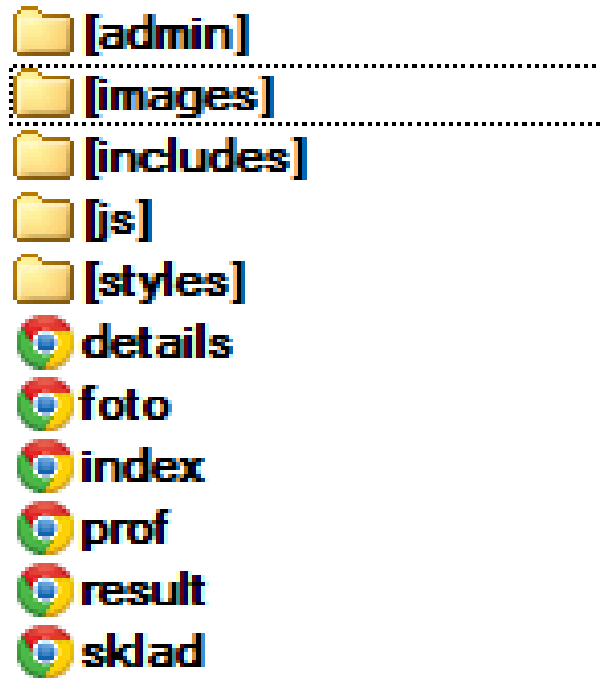 [admin]
[images]
[includes]
[js]
[styles]
details
foto
index
prof
result
sklad